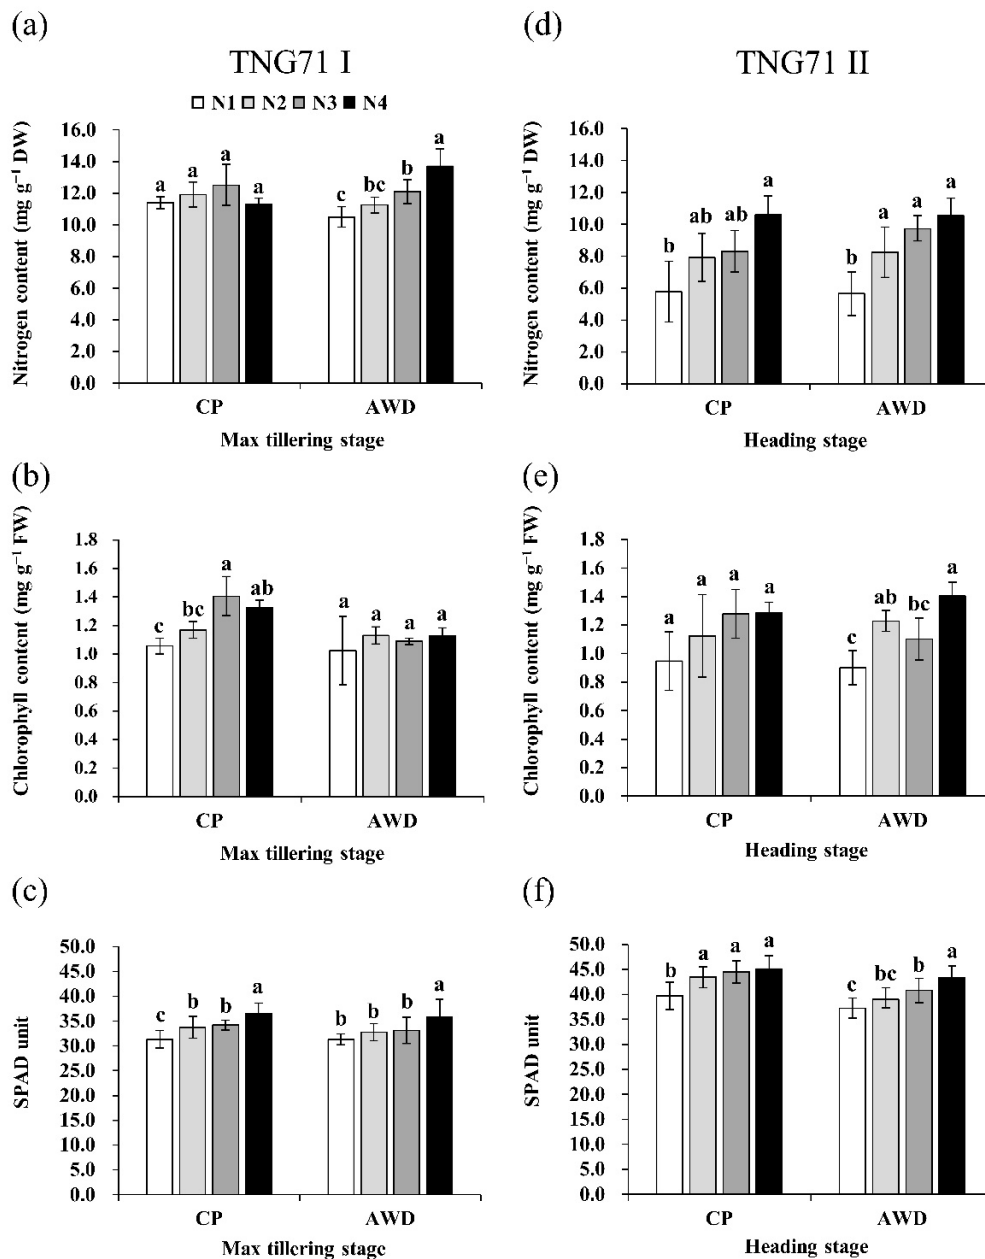 (a)
TNG71 I
N1 N2 N3 N4
Nitrogen content (mg g⁻¹ DW)
16.0
14.0
12.0
10.0
8.0
6.0
4.0
2.0
0.0
a a a a c bc b a
CP AWD
Max tillering stage
(d)
TNG71 II
Nitrogen content (mg g⁻¹ DW)
16.0
14.0
12.0
10.0
8.0
6.0
4.0
2.0
0.0
b ab ab a b a a a
CP AWD
Heading stage
(b)
Chlorophyll content (mg g⁻¹ FW)
1.8
1.6
1.4
1.2
1.0
0.8
0.6
0.4
0.2
0.0
c bc a ab a a a a
CP AWD
Max tillering stage
(e)
Chlorophyll content (mg g⁻¹ FW)
1.8
1.6
1.4
1.2
1.0
0.8
0.6
0.4
0.2
0.0
a a a a c ab bc a
CP AWD
Heading stage
(c)
SPAD unit
50.0
45.0
40.0
35.0
30.0
25.0
20.0
15.0
10.0
5.0
0.0
c b b a b b b a
CP AWD
Max tillering stage
(f)
SPAD unit
50.0
45.0
40.0
35.0
30.0
25.0
20.0
15.0
10.0
5.0
0.0
b a a a c bc b a
CP AWD
Heading stage